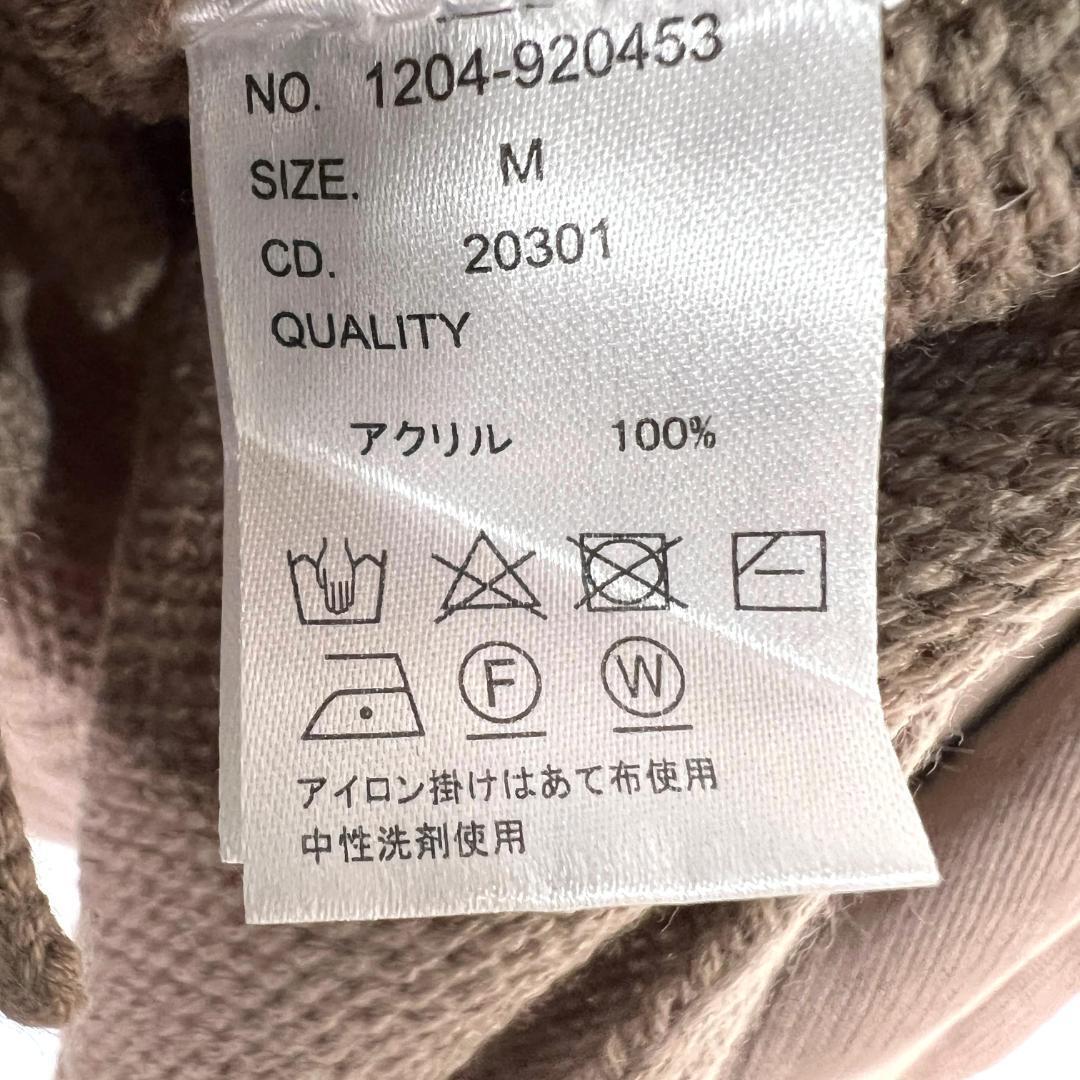 NO. 1204-920453
SIZE. M
CD. 20301
QUALITY
アクリル 100%
F W
アイロン掛けはあて布使用
中性洗剤使用